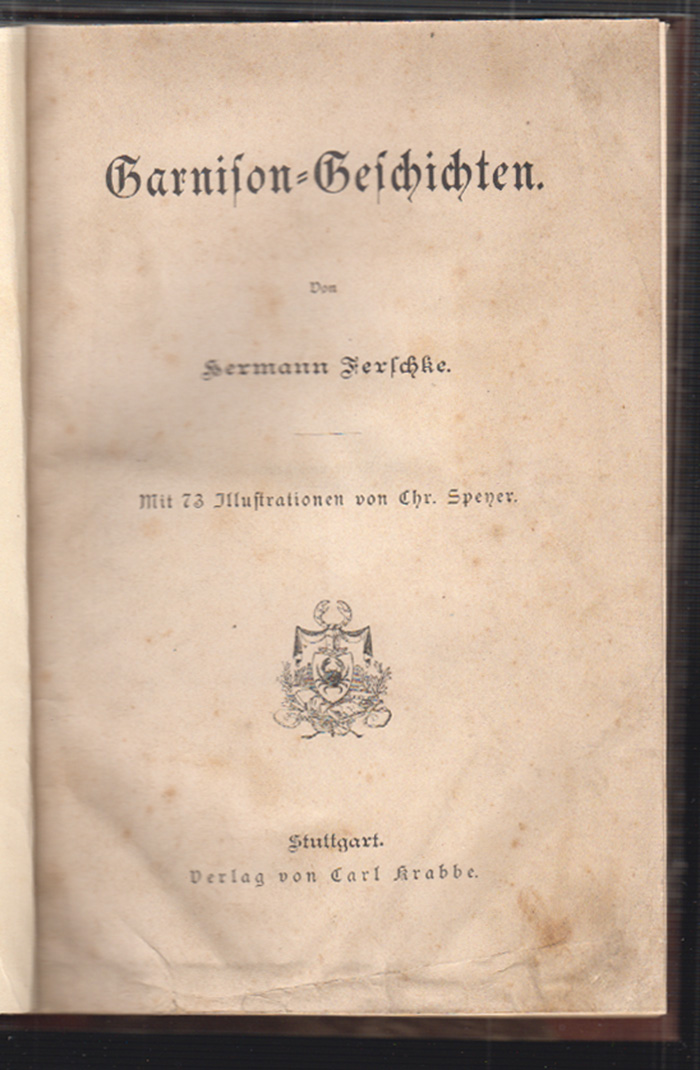 Garniſon=Geſchichten.
Von
Hermann Ferſchke.
Mit 73 Illuſtrationen von Chr. Speyer.
Stuttgart.
Verlag von Carl Krabbe.